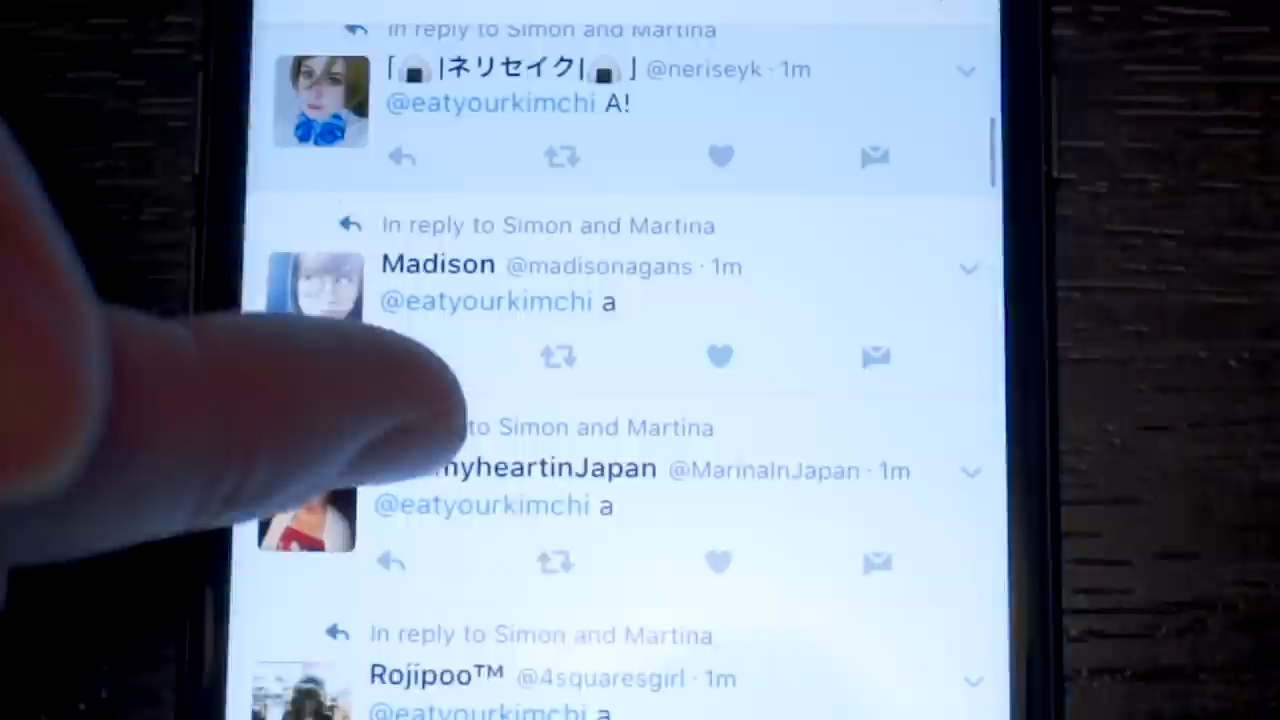 In reply to Simon and Martina
[🍙|ネリセイク|🍙] @neriseyk · 1m
@eatyourkimchi A!
In reply to Simon and Martina
Madison @madisonagans · 1m
@eatyourkimchi a
to Simon and Martina
myheartinJapan @MarinaInJapan · 1m
@eatyourkimchi a
In reply to Simon and Martina
Rojipoo™ @4squaresgirl · 1m
@eatyourkimchi a